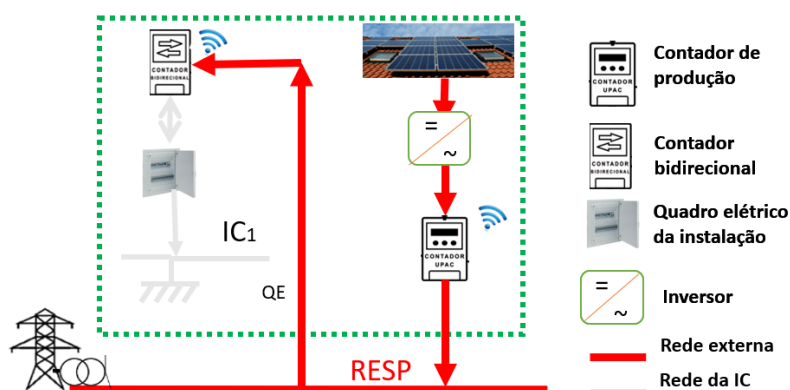 CONTADOR
BIDIRECIONAL
IC1
QE
=
~
CONTADOR
UPAC
RESP
CONTADOR
UPAC
Contador de
produção
CONTADOR
BIDIRECIONAL
Contador
bidirecional
Quadro elétrico
da instalação
=
~
Inversor
Rede externa
Rede da IC